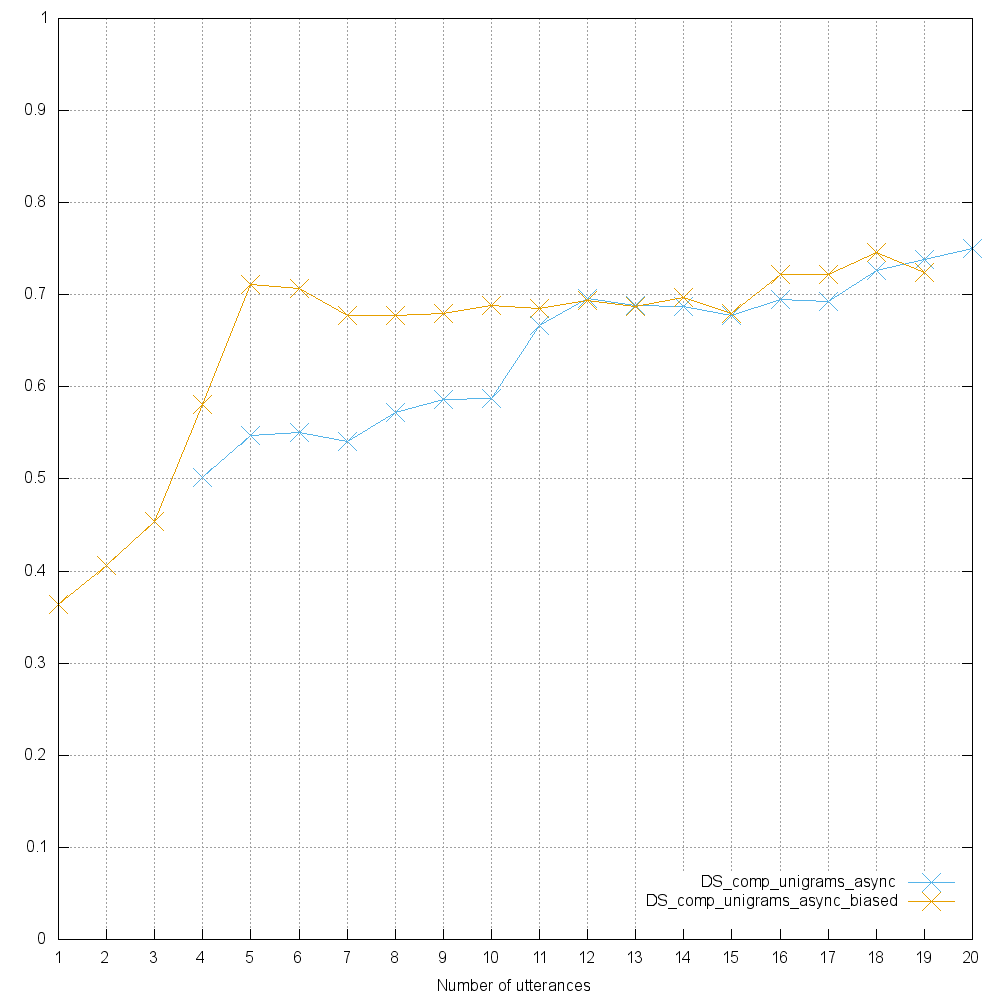 1
0.9
0.8
0.7
0.6
0.5
0.4
0.3
0.2
0.1
0
DS_comp_unigrams_async
DS_comp_unigrams_async_biased
1 2 3 4 5 6 7 8 9 10 11 12 13 14 15 16 17 18 19 20
Number of utterances